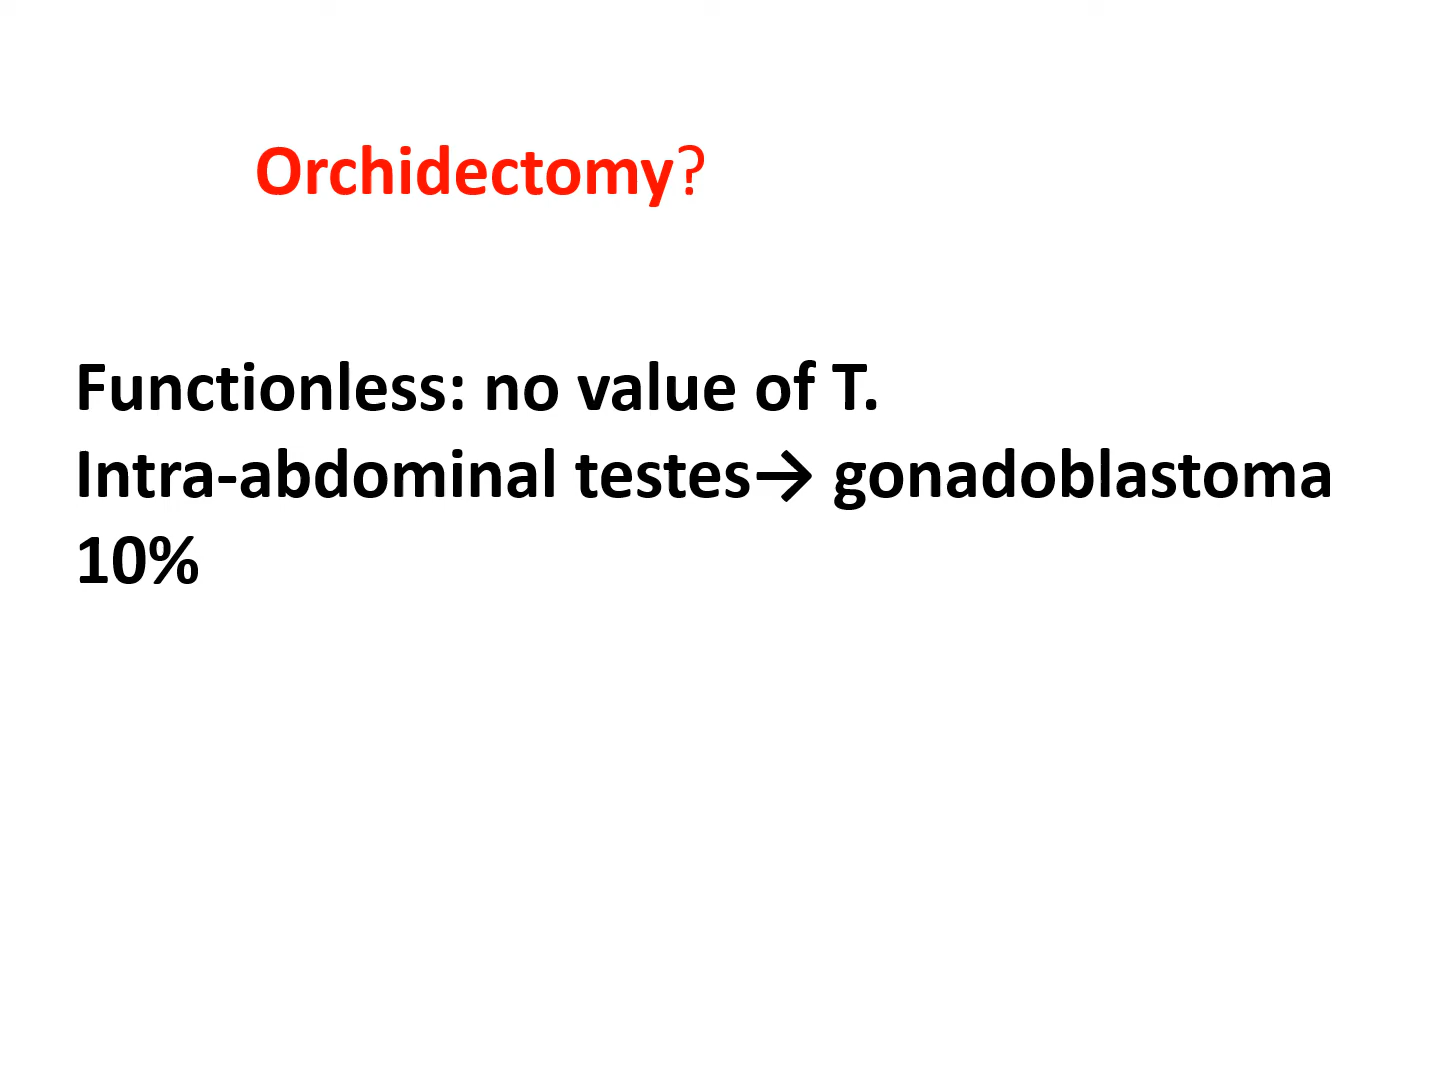 Orchidectomy?
Functionless: no value of T.
Intra-abdominal testes→ gonadoblastoma
10%